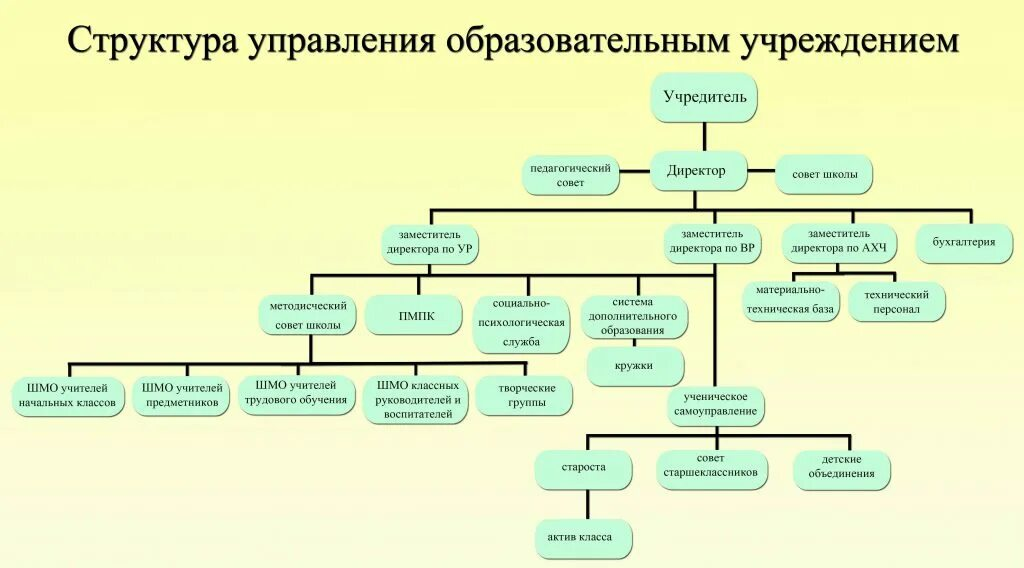 Структура управления образовательным учреждением
Учредитель
педагогический
совет
Директор
совет школы
заместитель
директора по УР
заместитель
директора по ВР
заместитель
директора по АХЧ
бухгалтерия
методисческий
совет школы
ПМПК
социально-
психологическая
служба
система
дополнительного
образования
материально-
техническая база
технический
персонал
кружки
ШМО учителей
начальных классов
ШМО учителей
предметников
ШМО учителей
трудового обучения
ШМО классных
руководителей и
воспитателей
творческие
группы
ученическое
самоуправление
староста
совет
старшеклассников
детские
объединения
актив класса